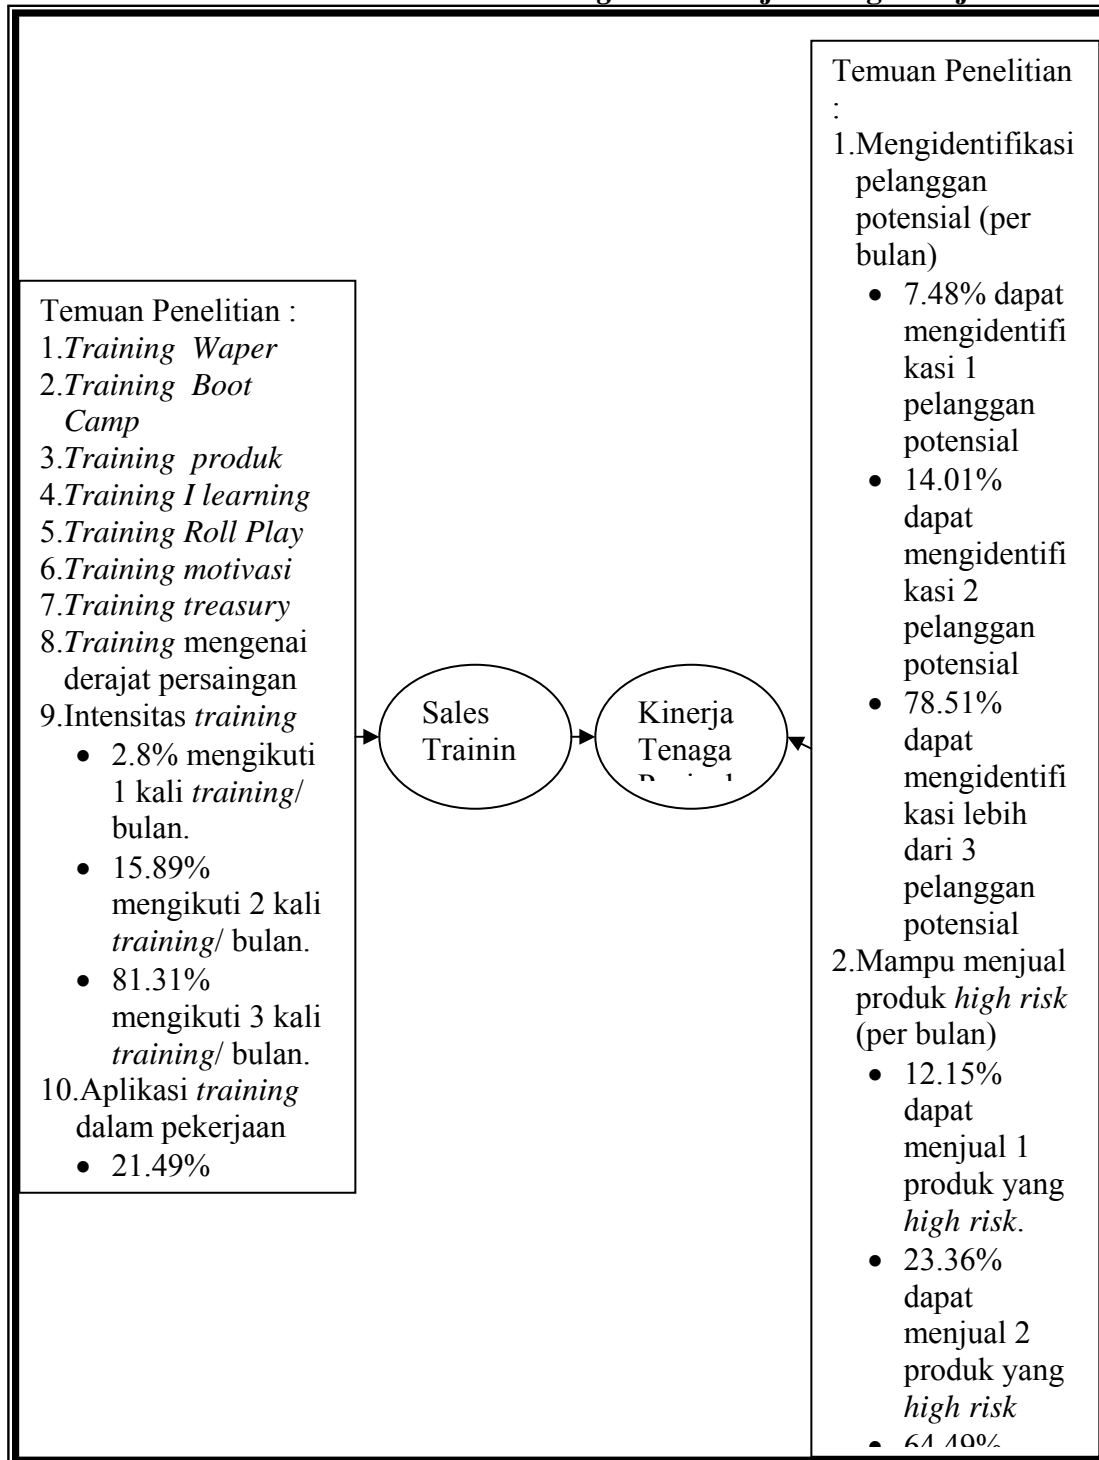 Temuan Penelitian :
1.Training Waper
2.Training Boot
Camp
3.Training produk
4.Training I learning
5.Training Roll Play
6.Training motivasi
7.Training treasury
8.Training mengenai
derajat persaingan
9.Intensitas training
• 2.8% mengikuti
1 kali training/
bulan.
• 15.89%
mengikuti 2 kali
training/ bulan.
• 81.31%
mengikuti 3 kali
training/ bulan.
10.Aplikasi training
dalam pekerjaan
• 21.49%
Sales
Trainin
Kinerja
Tenaga
Temuan Penelitian
:
1.Mengidentifikasi
pelanggan
potensial (per
bulan)
• 7.48% dapat
mengidentifi
kasi 1
pelanggan
potensial
• 14.01%
dapat
mengidentifi
kasi 2
pelanggan
potensial
• 78.51%
dapat
mengidentifi
kasi lebih
dari 3
pelanggan
potensial
2.Mampu menjual
produk high risk
(per bulan)
• 12.15%
dapat
menjual 1
produk yang
high risk.
• 23.36%
dapat
menjual 2
produk yang
high risk
• 64.49%